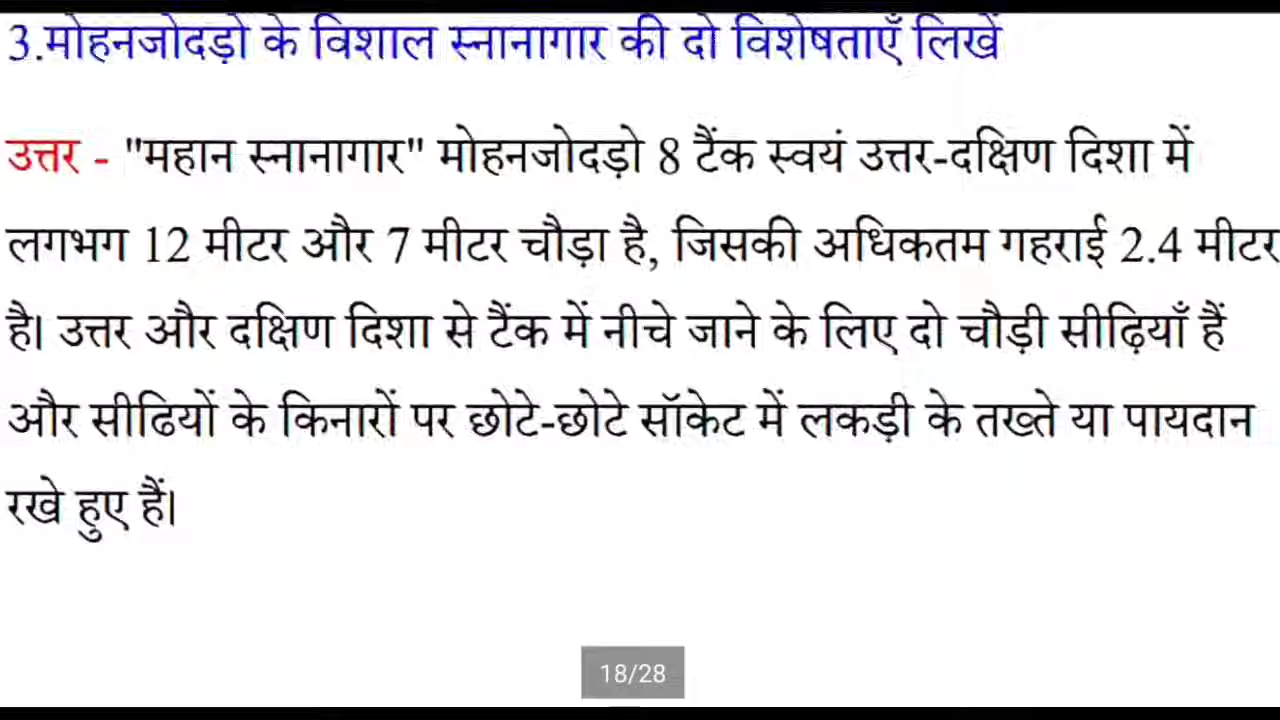 3.मोहनजोदड़ो के विशाल स्नानागार की दो विशेषताएँ लिखें
उत्तर - "महान स्नानागार" मोहनजोदड़ो 8 टैंक स्वयं उत्तर-दक्षिण दिशा में
लगभग 12 मीटर और 7 मीटर चौड़ा है, जिसकी अधिकतम गहराई 2.4 मीटर
है। उत्तर और दक्षिण दिशा से टैंक में नीचे जाने के लिए दो चौड़ी सीढ़ियाँ हैं
और सीढियों के किनारों पर छोटे-छोटे सॉकेट में लकड़ी के तख्ते या पायदान
रखे हुए हैं।
18/28